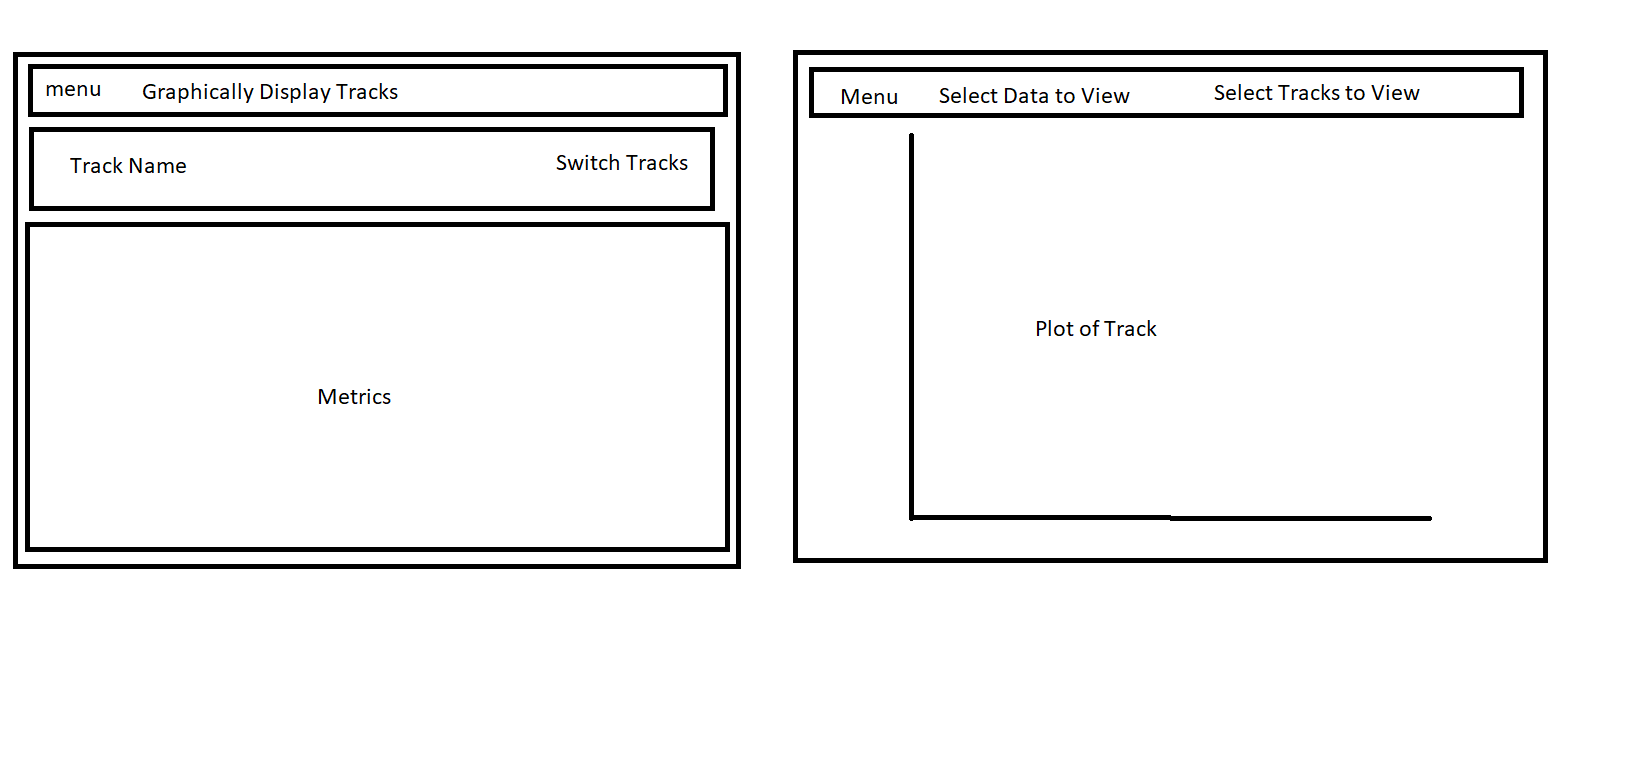 menu
Graphically Display Tracks
Track Name
Switch Tracks
Metrics
Menu
Select Data to View
Select Tracks to View
Plot of Track